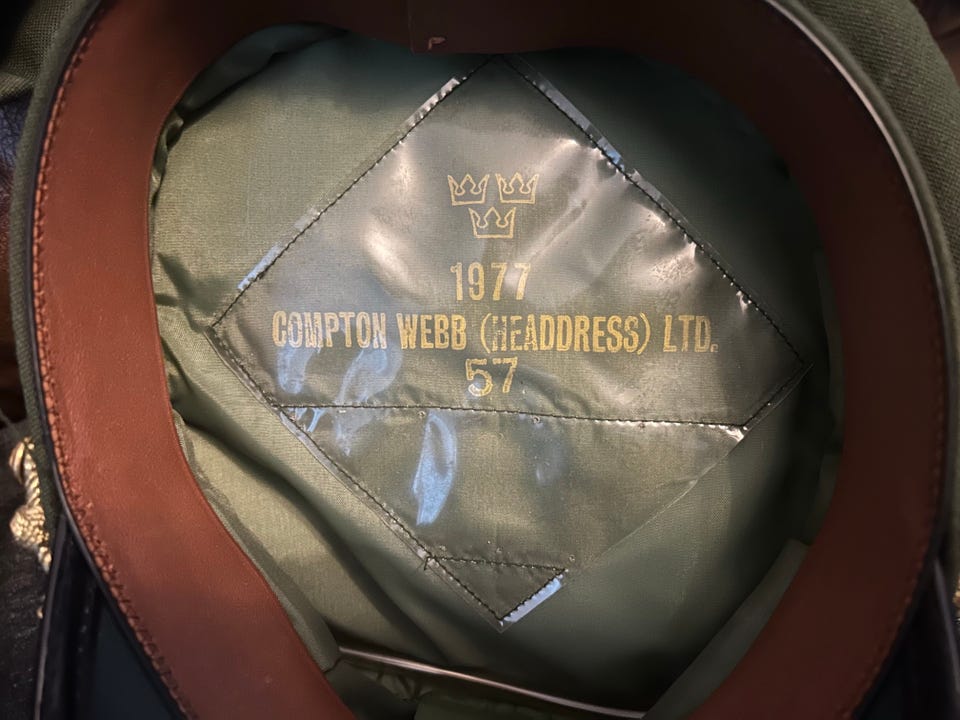 1977
COMPTON WEBB (HEADDRESS) LTD.
57